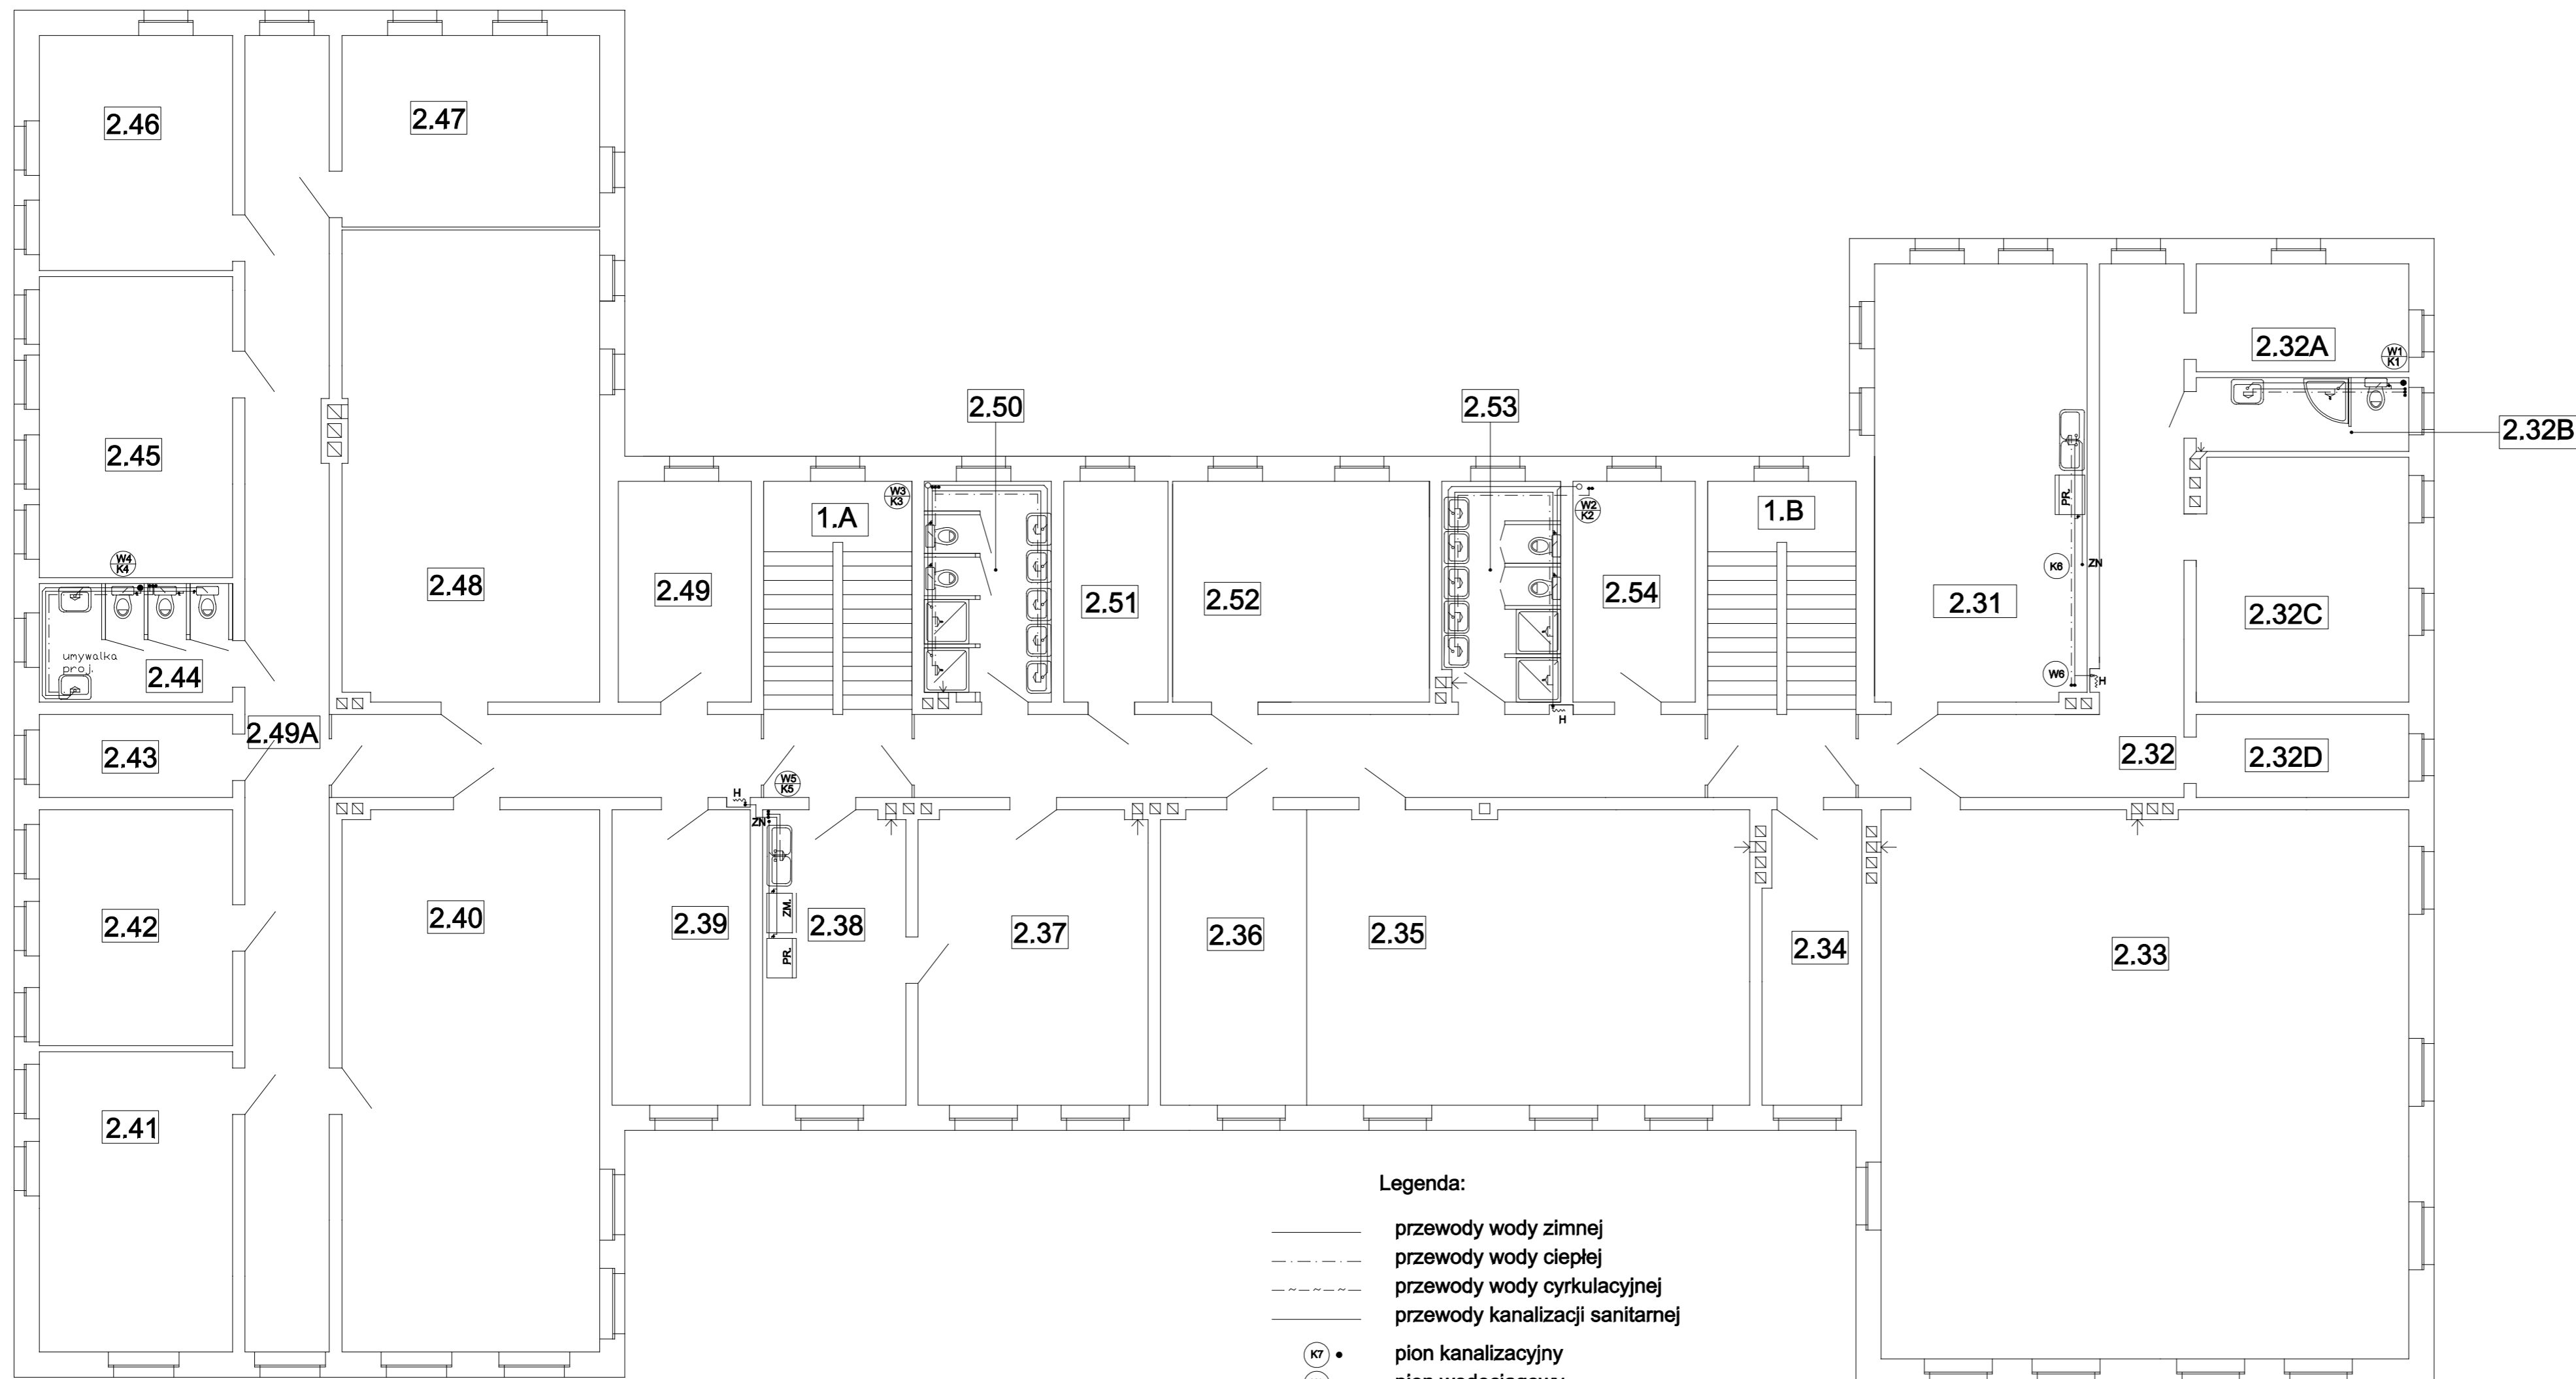 2.46
2.47
2.32A
W1
K1
2.50
2.53
2.32B
2.45
W3
K3
1.A
W2
K2
1.B
PR.
W4
K4
2.48
2.49
2.51
2.52
2.54
K6
ZN
2.31
2.32C
umywalka
proj.
2.44
W6
H
H
2.49A
2.43
2.32
2.32D
W5
K5
H
ZN
2.42
2.40
2.39
ZM.
2.38
PR.
2.37
2.36
2.35
2.34
2.33
2.41
Legenda:
przewody wody zimnej
przewody wody ciepłej
przewody wody cyrkulacyjnej
przewody kanalizacji sanitarnej
K7
pion kanalizacyjny
pion wodociągowy